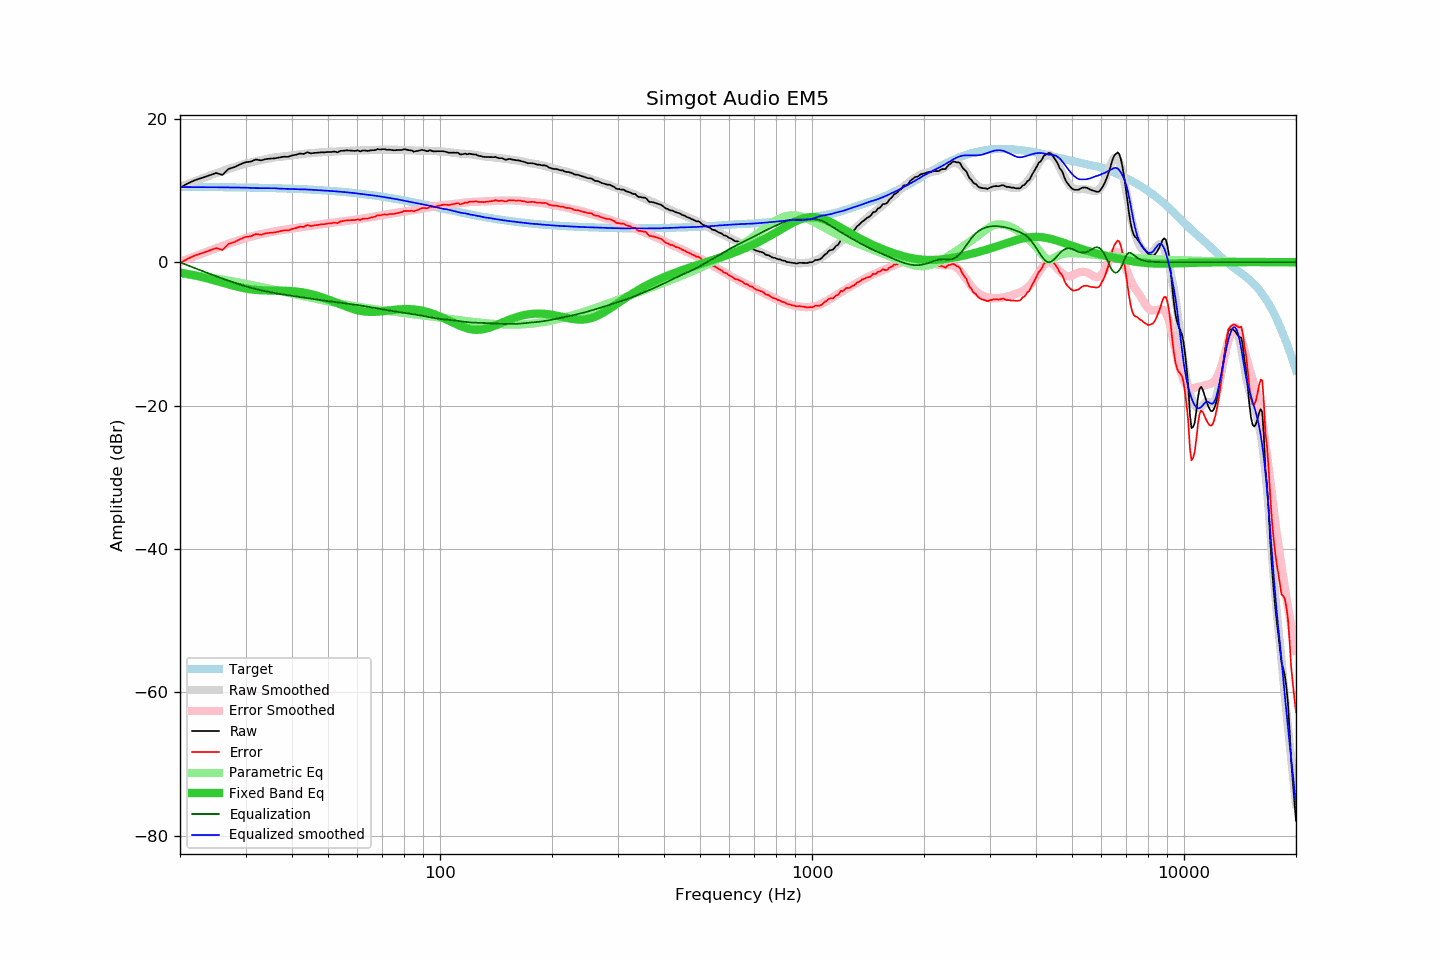 Simgot Audio EM5
20
0
−20
−40
−60
−80
Amplitude (dBr)
Target
Raw Smoothed
Error Smoothed
Raw
Error
Parametric Eq
Fixed Band Eq
Equalization
Equalized smoothed
100
1000
10000
Frequency (Hz)